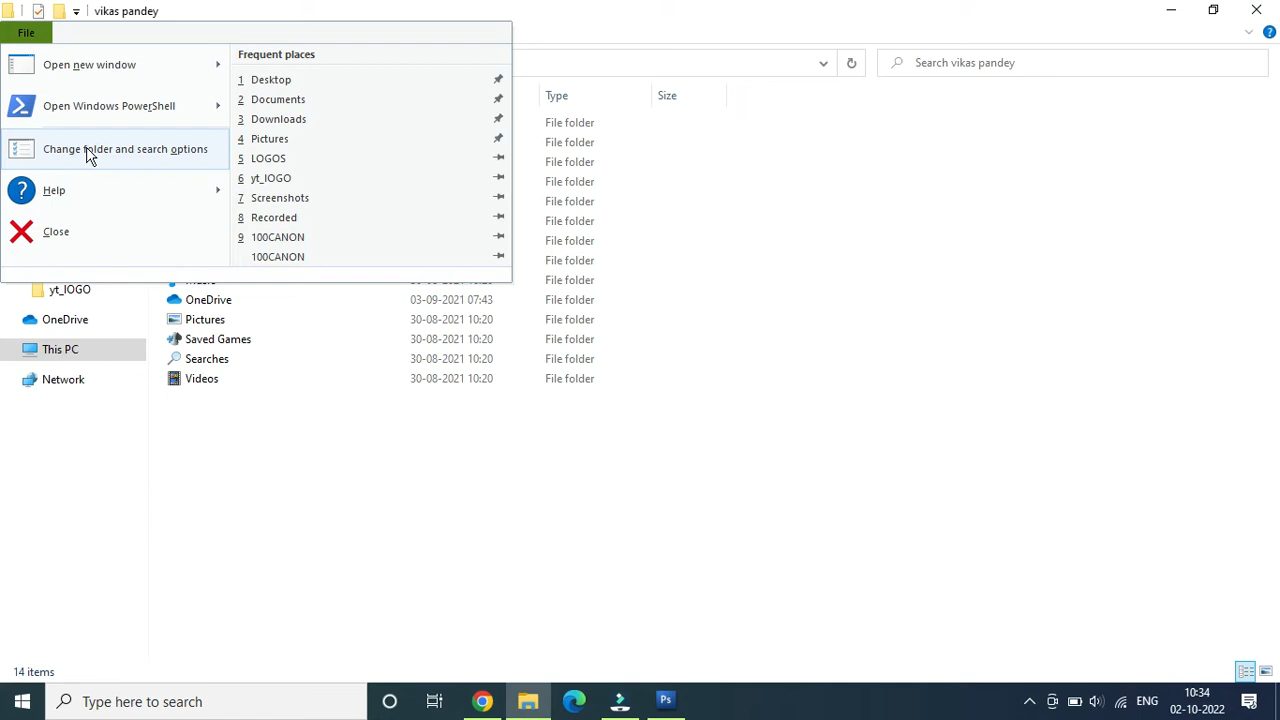 vikas pandey
File
Open new window
Open Windows PowerShell
Change folder and search options
Help
Close
Frequent places
1 Desktop
2 Documents
3 Downloads
4 Pictures
5 LOGOS
6 yt_lOGO
7 Screenshots
8 Recorded
9 100CANON
100CANON
Search vikas pandey
Type Size
File folder
File folder
File folder
File folder
File folder
File folder
File folder
File folder
File folder
yt_lOGO
OneDrive
This PC
Network
OneDrive 03-09-2021 07:43 File folder
Pictures 30-08-2021 10:20 File folder
Saved Games 30-08-2021 10:20 File folder
Searches 30-08-2021 10:20 File folder
Videos 30-08-2021 10:20 File folder
14 items
Type here to search
Ps
ENG
10:34
02-10-2022